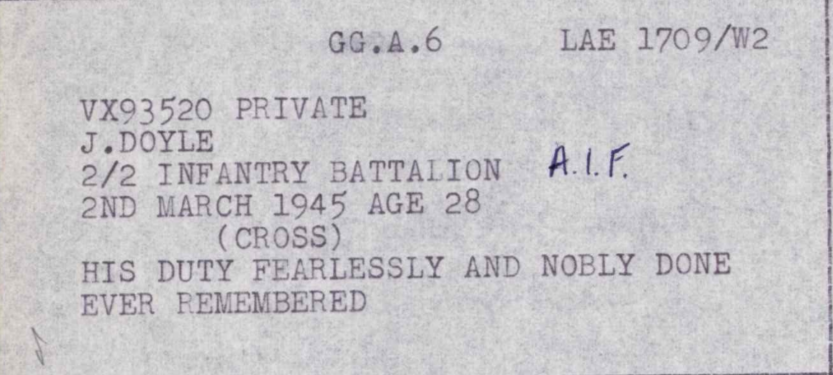 GG.A.6 LAE 1709/W2
VX93520 PRIVATE
J.DOYLE
2/2 INFANTRY BATTALION A.I.F.
2ND MARCH 1945 AGE 28
(CROSS)
HIS DUTY FEARLESSLY AND NOBLY DONE
EVER REMEMBERED